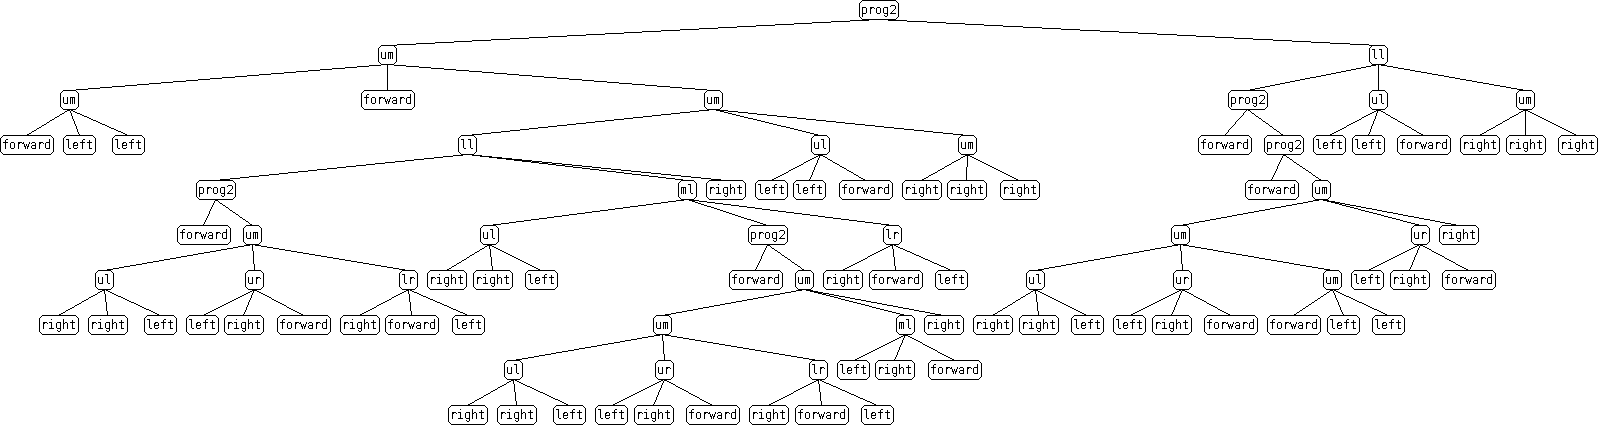 prog2
um ll
um forward um prog2 ul um
forward left left ll ul um forward prog2 left left forward right right right
prog2 ml right left left forward right right right forward um
forward um ul prog2 lr um ur right
ul ur lr right right left forward um right forward left ul ur um left right forward
right right left left right forward right forward left um ml right right right left left right forward forward left left
ul ur lr left right forward
right right left left right forward right forward left